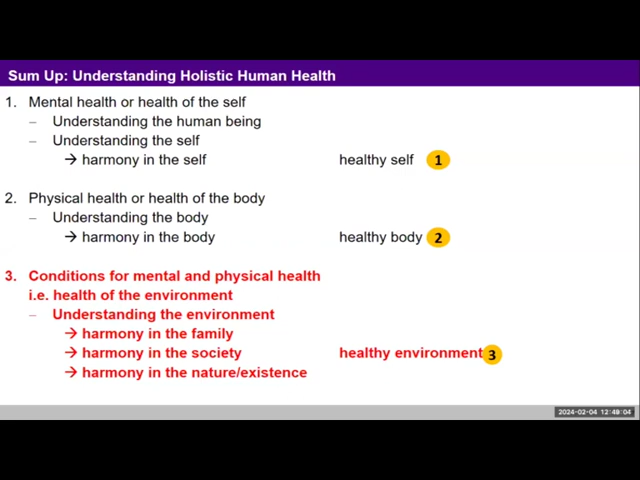 Sum Up: Understanding Holistic Human Health
1. Mental health or health of the self
– Understanding the human being
– Understanding the self
→ harmony in the self healthy self 1
2. Physical health or health of the body
– Understanding the body
→ harmony in the body healthy body 2
3. Conditions for mental and physical health
i.e. health of the environment
– Understanding the environment
→ harmony in the family
→ harmony in the society healthy environment 3
→ harmony in the nature/existence
2024-02-04